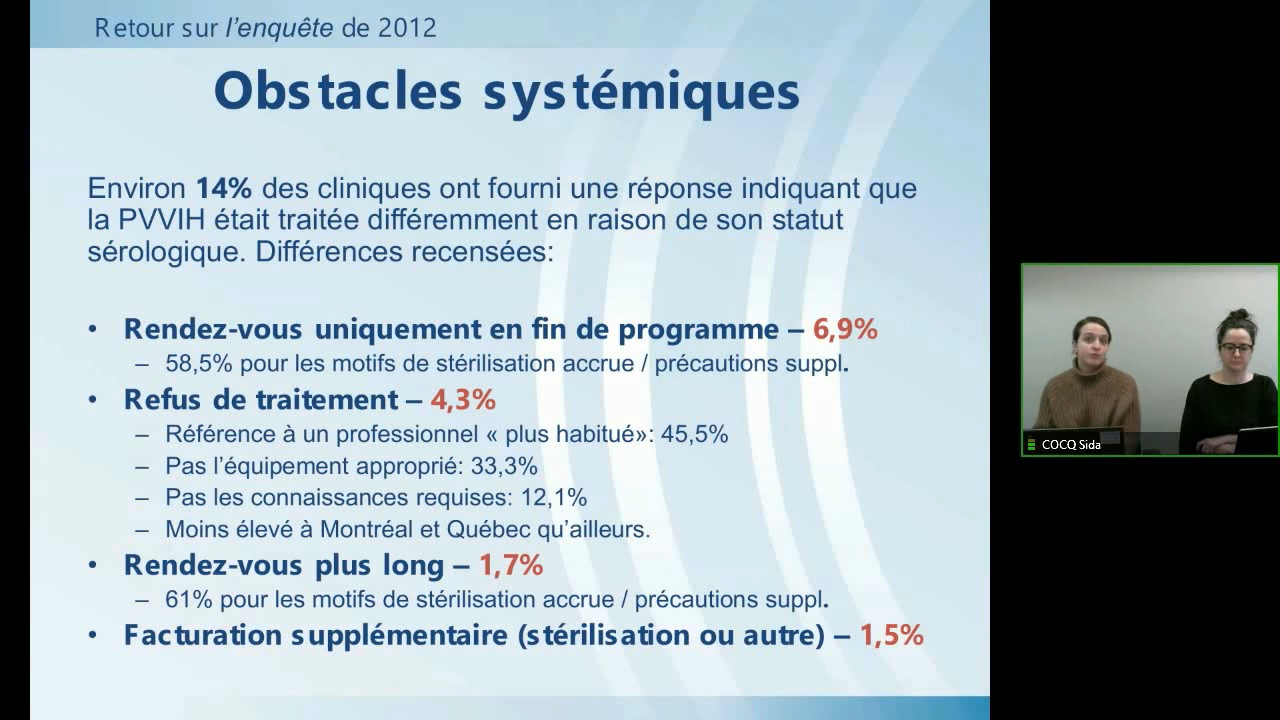 Retour sur l'enquête de 2012
Obstacles systémiques
Environ 14% des cliniques ont fourni une réponse indiquant que
la PVVIH était traitée différemment en raison de son statut
sérologique. Différences recensées:
• Rendez-vous uniquement en fin de programme – 6,9%
– 58,5% pour les motifs de stérilisation accrue / précautions suppl.
• Refus de traitement – 4,3%
– Référence à un professionnel « plus habitué»: 45,5%
– Pas l'équipement approprié: 33,3%
– Pas les connaissances requises: 12,1%
– Moins élevé à Montréal et Québec qu'ailleurs.
• Rendez-vous plus long – 1,7%
– 61% pour les motifs de stérilisation accrue / précautions suppl.
• Facturation supplémentaire (stérilisation ou autre) – 1,5%
COCQ Sida